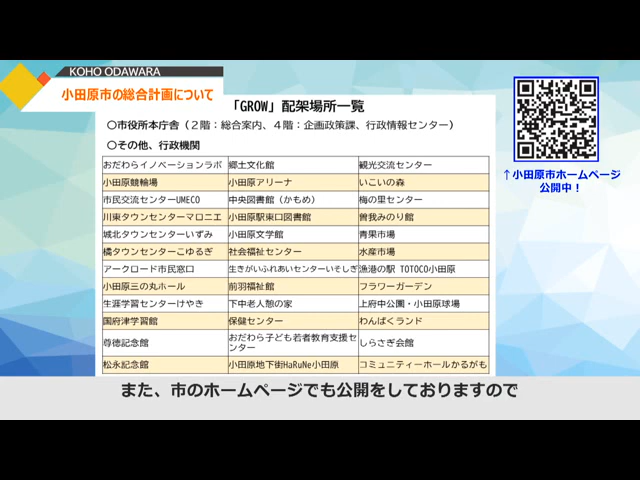 KOHO ODAWARA
小田原市の総合計画について
「GROW」配架場所一覧
○市役所本庁舎（２階：総合案内、４階：企画政策課、行政情報センター）
○その他、行政機関
おだわらイノベーションラボ 郷土文化館 観光交流センター
小田原競輪場 小田原アリーナ いこいの森
市民交流センターUMECO 中央図書館（かもめ） 梅の里センター
川東タウンセンターマロニエ 小田原駅東口図書館 曽我みのり館
城北タウンセンターいずみ 小田原文学館 青果市場
橘タウンセンターこゆるぎ 社会福祉センター 水産市場
アークロード市民窓口 生きがいふれあいセンターいそしぎ 漁港の駅 TOTOCO小田原
小田原三の丸ホール 前羽福祉館 フラワーガーデン
生涯学習センターけやき 下中老人憩の家 上府中公園・小田原球場
国府津学習館 保健センター わんぱくランド
尊徳記念館 おだわら子ども若者教育支援センター しらさぎ会館
松永記念館 小田原地下街HaRuNe小田原 コミュニティーホールかるがも
↑小田原市ホームページ
公開中！
また、市のホームページでも公開をしておりますので